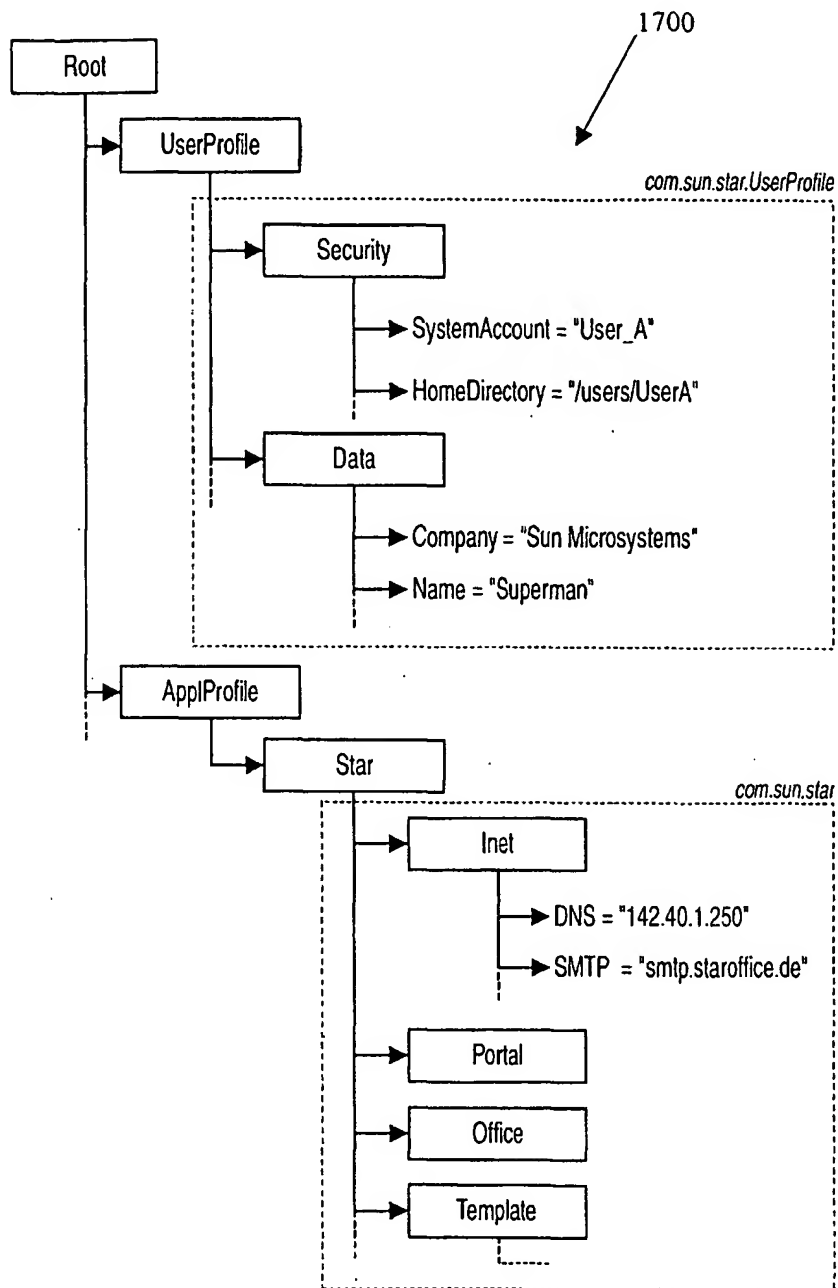 1700
Root
UserProfile
com.sun.star.UserProfile
Security
SystemAccount = "User_A"
HomeDirectory = "/users/UserA"
Data
Company = "Sun Microsystems"
Name = "Superman"
ApplProfile
Star
com.sun.star
Inet
DNS = "142.40.1.250"
SMTP = "smtp.staroffice.de"
Portal
Office
Template